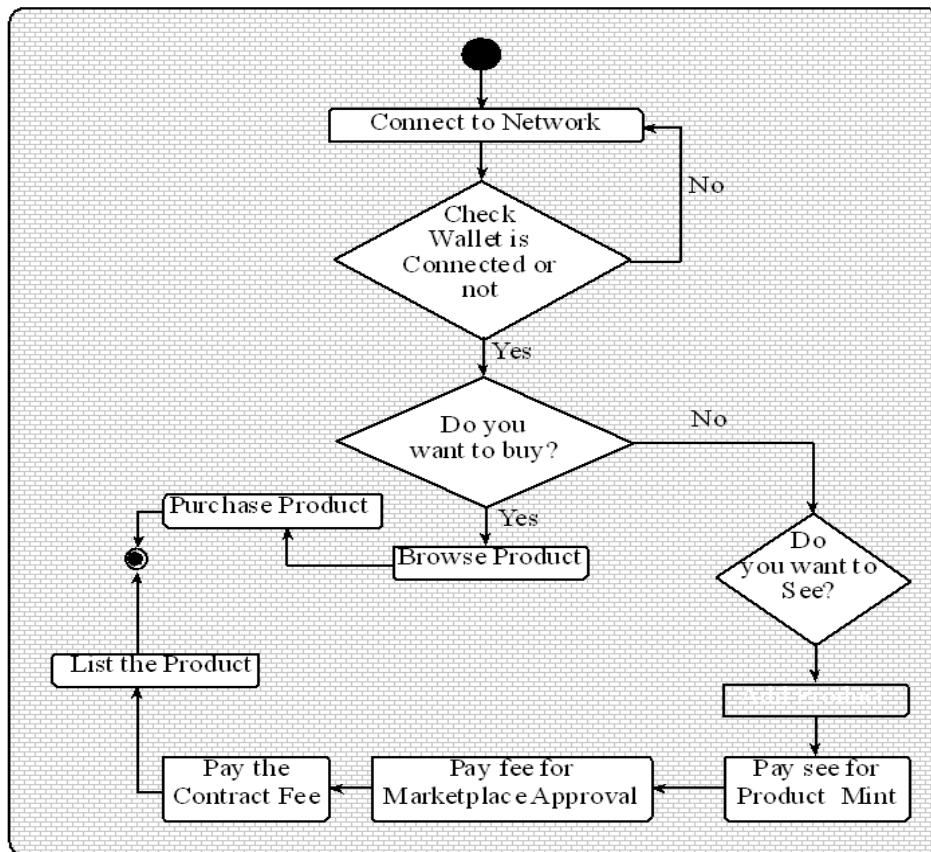 Connect to Network
No
Check
Wallet is
Connected or
not
Yes
Do you
want to buy?
No
Purchase Product
Yes
Browse Product
Do
you want to
See?
List the Product
Pay the
Contract Fee
Pay fee for
Marketplace Approval
Pay see for
Product Mint